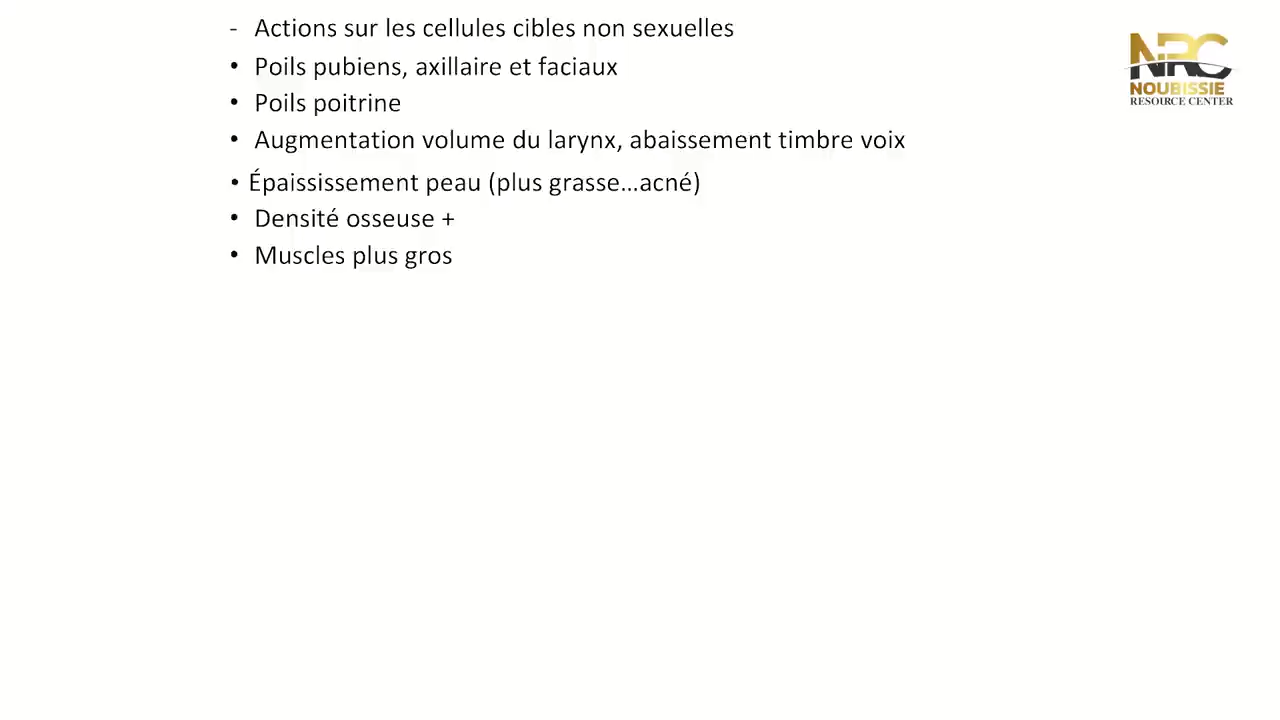 - Actions sur les cellules cibles non sexuelles
• Poils pubiens, axillaire et faciaux
• Poils poitrine
• Augmentation volume du larynx, abaissement timbre voix
• Épaississement peau (plus grasse...acné)
• Densité osseuse +
• Muscles plus gros
NRC
NOUBISSIE
RESOURCE CENTER